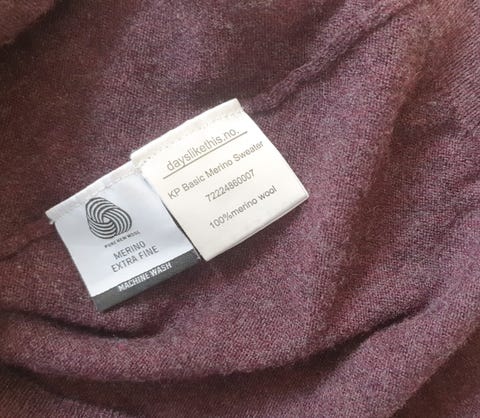 dayslikethis.no.
KP Basic Merino Sweater
72224860007
100%merino wool
PURE NEW WOOL
MERINO
EXTRA FINE
MACHINE WASH